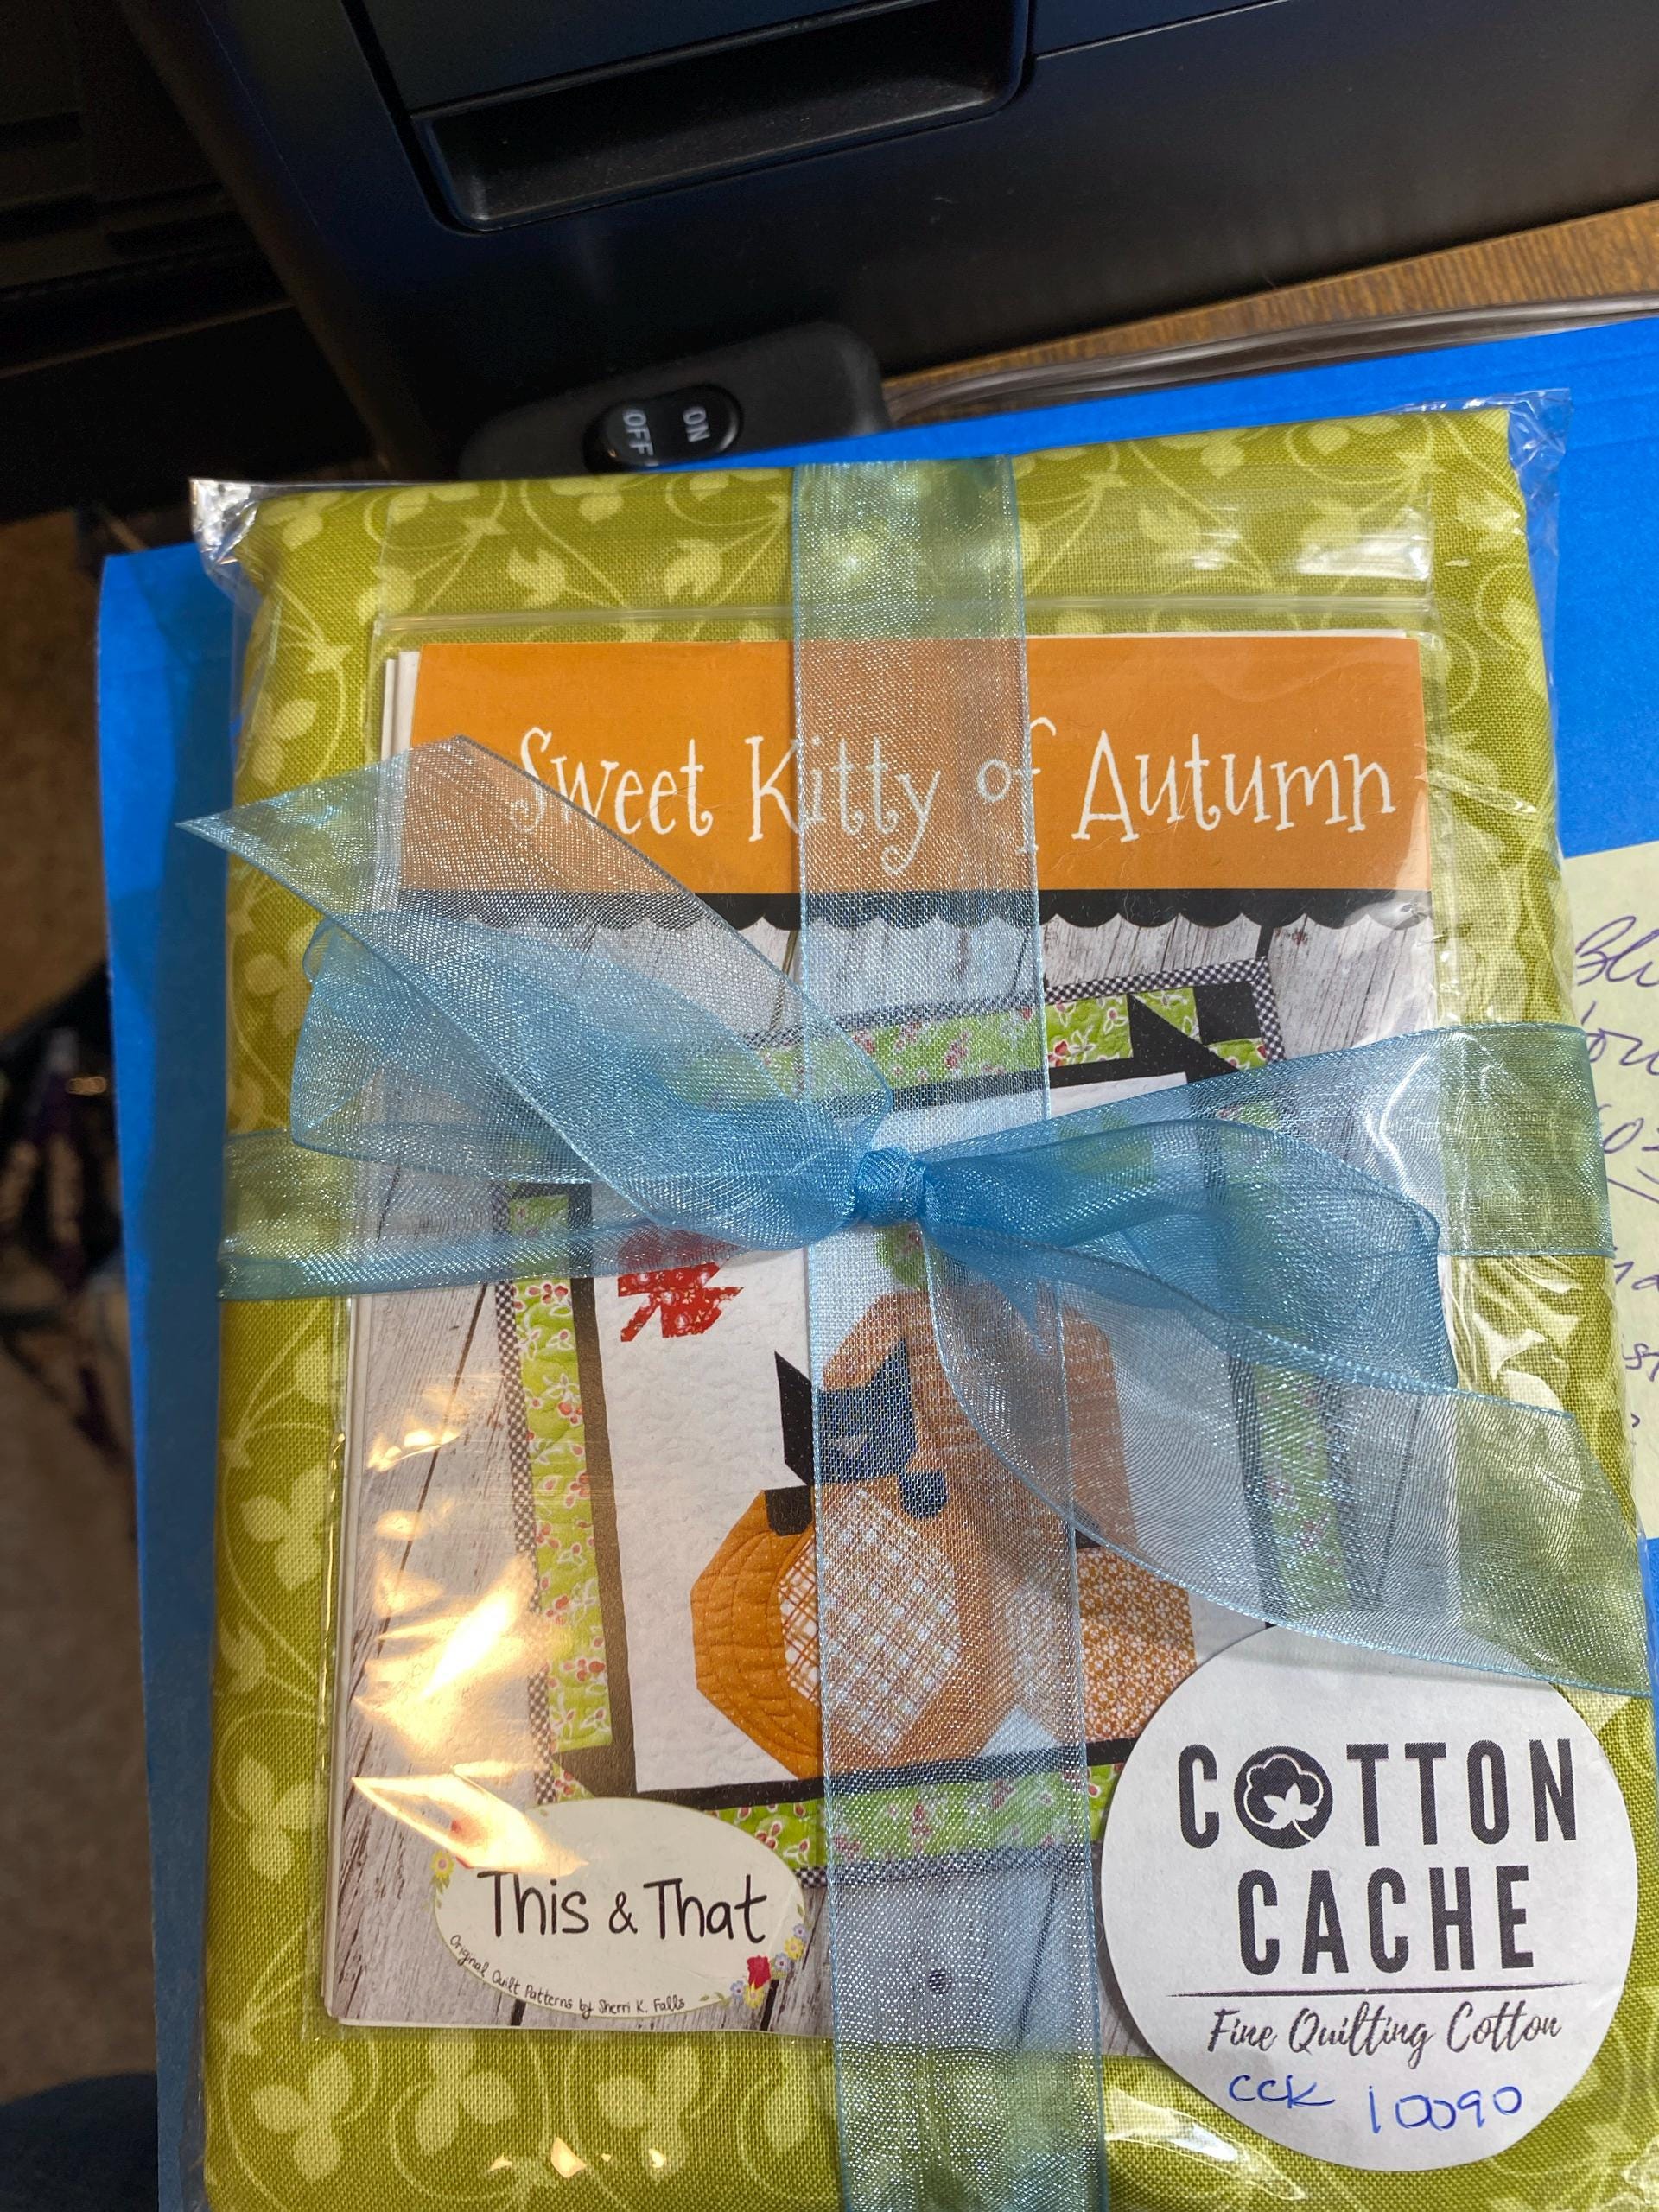 OFF ON
Sweet Kitty of Autumn
This & That
Original Quilt Patterns by Sherri K. Falls
COTTON
CACHE
Fine Quilting Cotton
CCK 10090